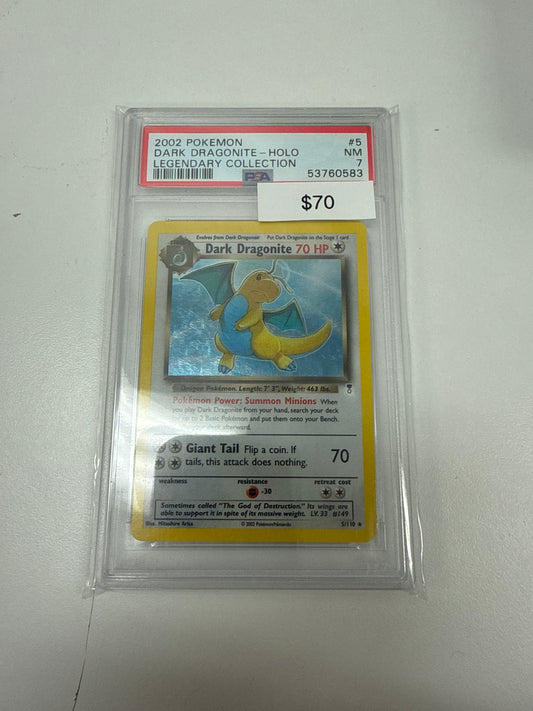 2002 POKEMON #5
DARK DRAGONITE-HOLO NM
LEGENDARY COLLECTION 7
PSA 53760583
$70
Evolves from Dark Dragonair Put Dark Dragonite on the Stage 1 card
Dark Dragonite 70 HP
Dragon Pokémon. Length: 7' 3", Weight: 463 lbs.
Pokémon Power: Summon Minions When
you play Dark Dragonite from your hand, search your deck
for up to 2 Basic Pokémon and put them onto your Bench.
your deck afterward.
Giant Tail Flip a coin. If 70
tails, this attack does nothing.
weakness resistance retreat cost
-30
Sometimes called "The God of Destruction." Its wings are
able to support it in spite of its massive weight. LV. 33 #149
Illus. Mitsuhiro Arita © 2002 Pokémon/Nintendo 5/110 ★